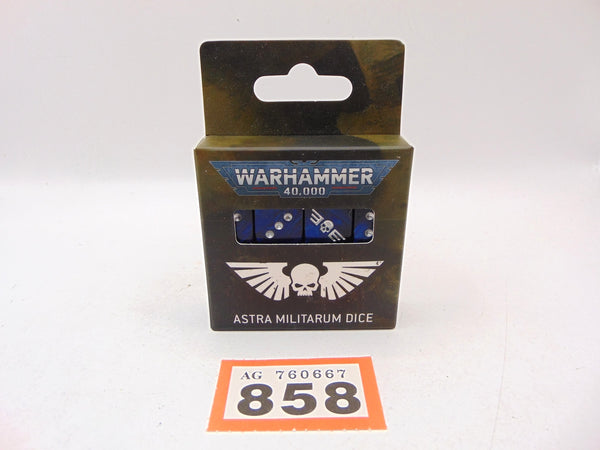 WARHAMMER
40,000
ASTRA MILITARUM DICE
AG 760667
858